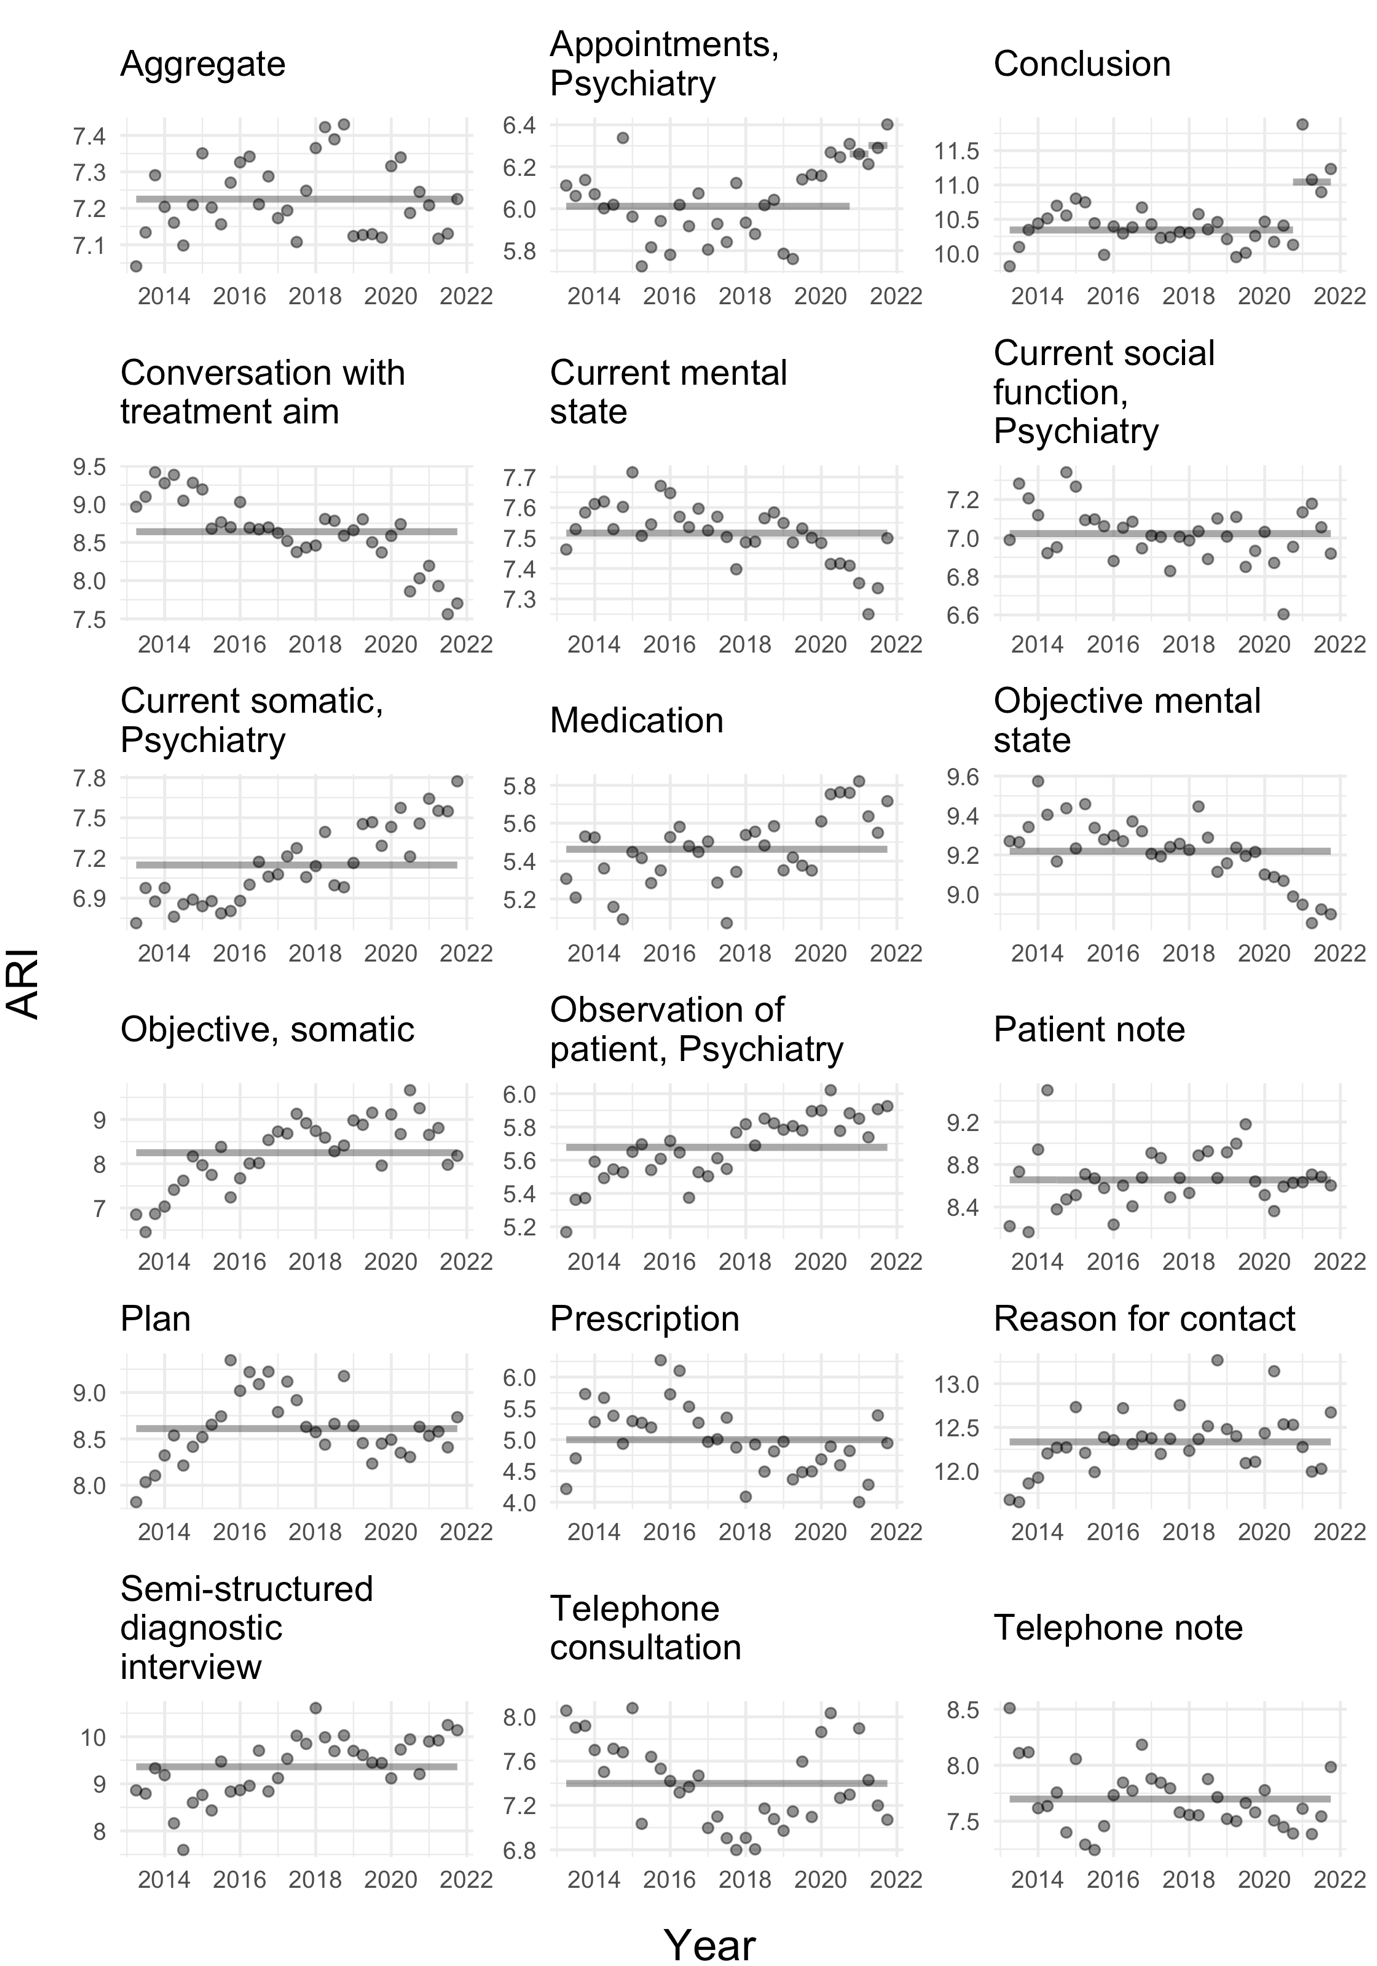 Aggregate
Appointments,
Psychiatry
Conclusion
7.4
7.3
7.2
7.1
2014 2016 2018 2020 2022
6.4
6.2
6.0
5.8
2014 2016 2018 2020 2022
11.5
11.0
10.5
10.0
2014 2016 2018 2020 2022
Conversation with
treatment aim
Current mental
state
Current social
function,
Psychiatry
9.5
9.0
8.5
8.0
7.5
2014 2016 2018 2020 2022
7.7
7.6
7.5
7.4
7.3
2014 2016 2018 2020 2022
7.2
7.0
6.8
6.6
2014 2016 2018 2020 2022
Current somatic,
Psychiatry
Medication
Objective mental
state
7.8
7.5
7.2
6.9
2014 2016 2018 2020 2022
5.8
5.6
5.4
5.2
2014 2016 2018 2020 2022
9.6
9.4
9.2
9.0
2014 2016 2018 2020 2022
ARI
Objective, somatic
Observation of
patient, Psychiatry
Patient note
9
8
7
2014 2016 2018 2020 2022
6.0
5.8
5.6
5.4
5.2
2014 2016 2018 2020 2022
9.2
8.8
8.4
2014 2016 2018 2020 2022
Plan
Prescription
Reason for contact
9.0
8.5
8.0
2014 2016 2018 2020 2022
6.0
5.5
5.0
4.5
4.0
2014 2016 2018 2020 2022
13.0
12.5
12.0
2014 2016 2018 2020 2022
Semi-structured
diagnostic
interview
Telephone
consultation
Telephone note
10
9
8
2014 2016 2018 2020 2022
8.0
7.6
7.2
6.8
2014 2016 2018 2020 2022
8.5
8.0
7.5
2014 2016 2018 2020 2022
Year